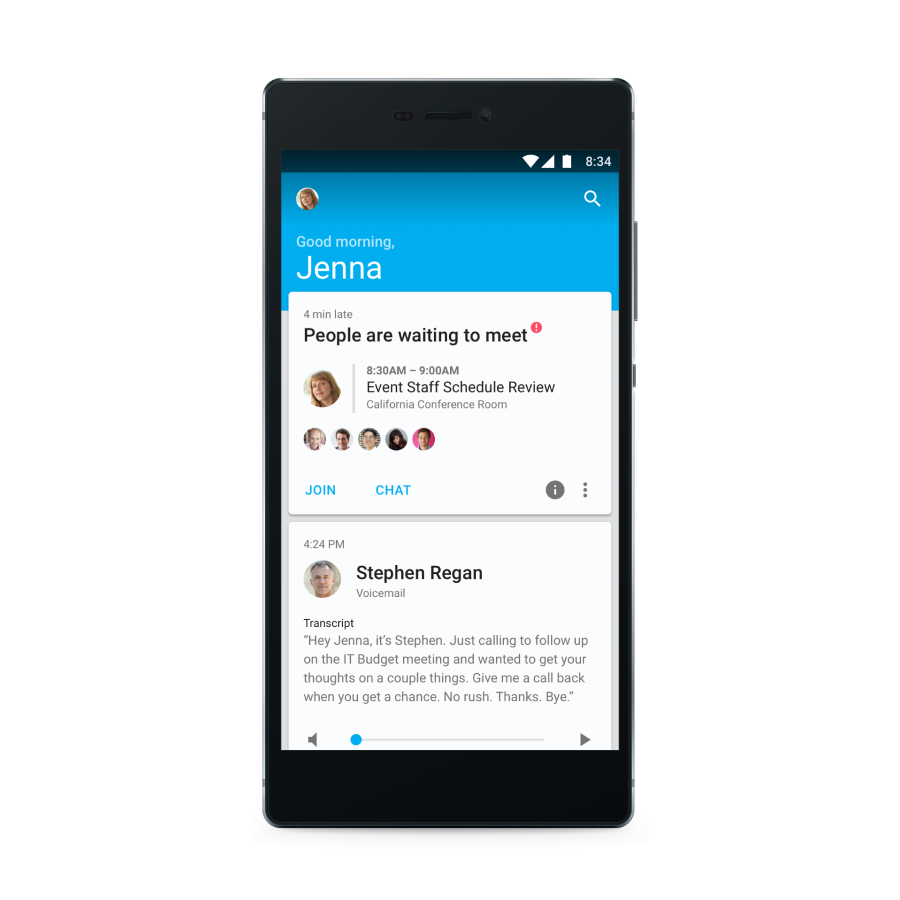 8:34
Good morning,
Jenna
4 min late
People are waiting to meet
8:30AM – 9:00AM
Event Staff Schedule Review
California Conference Room
JOIN CHAT
4:24 PM
Stephen Regan
Voicemail
Transcript
“Hey Jenna, it’s Stephen. Just calling to follow up
on the IT Budget meeting and wanted to get your
thoughts on a couple things. Give me a call back
when you get a chance. No rush. Thanks. Bye.”